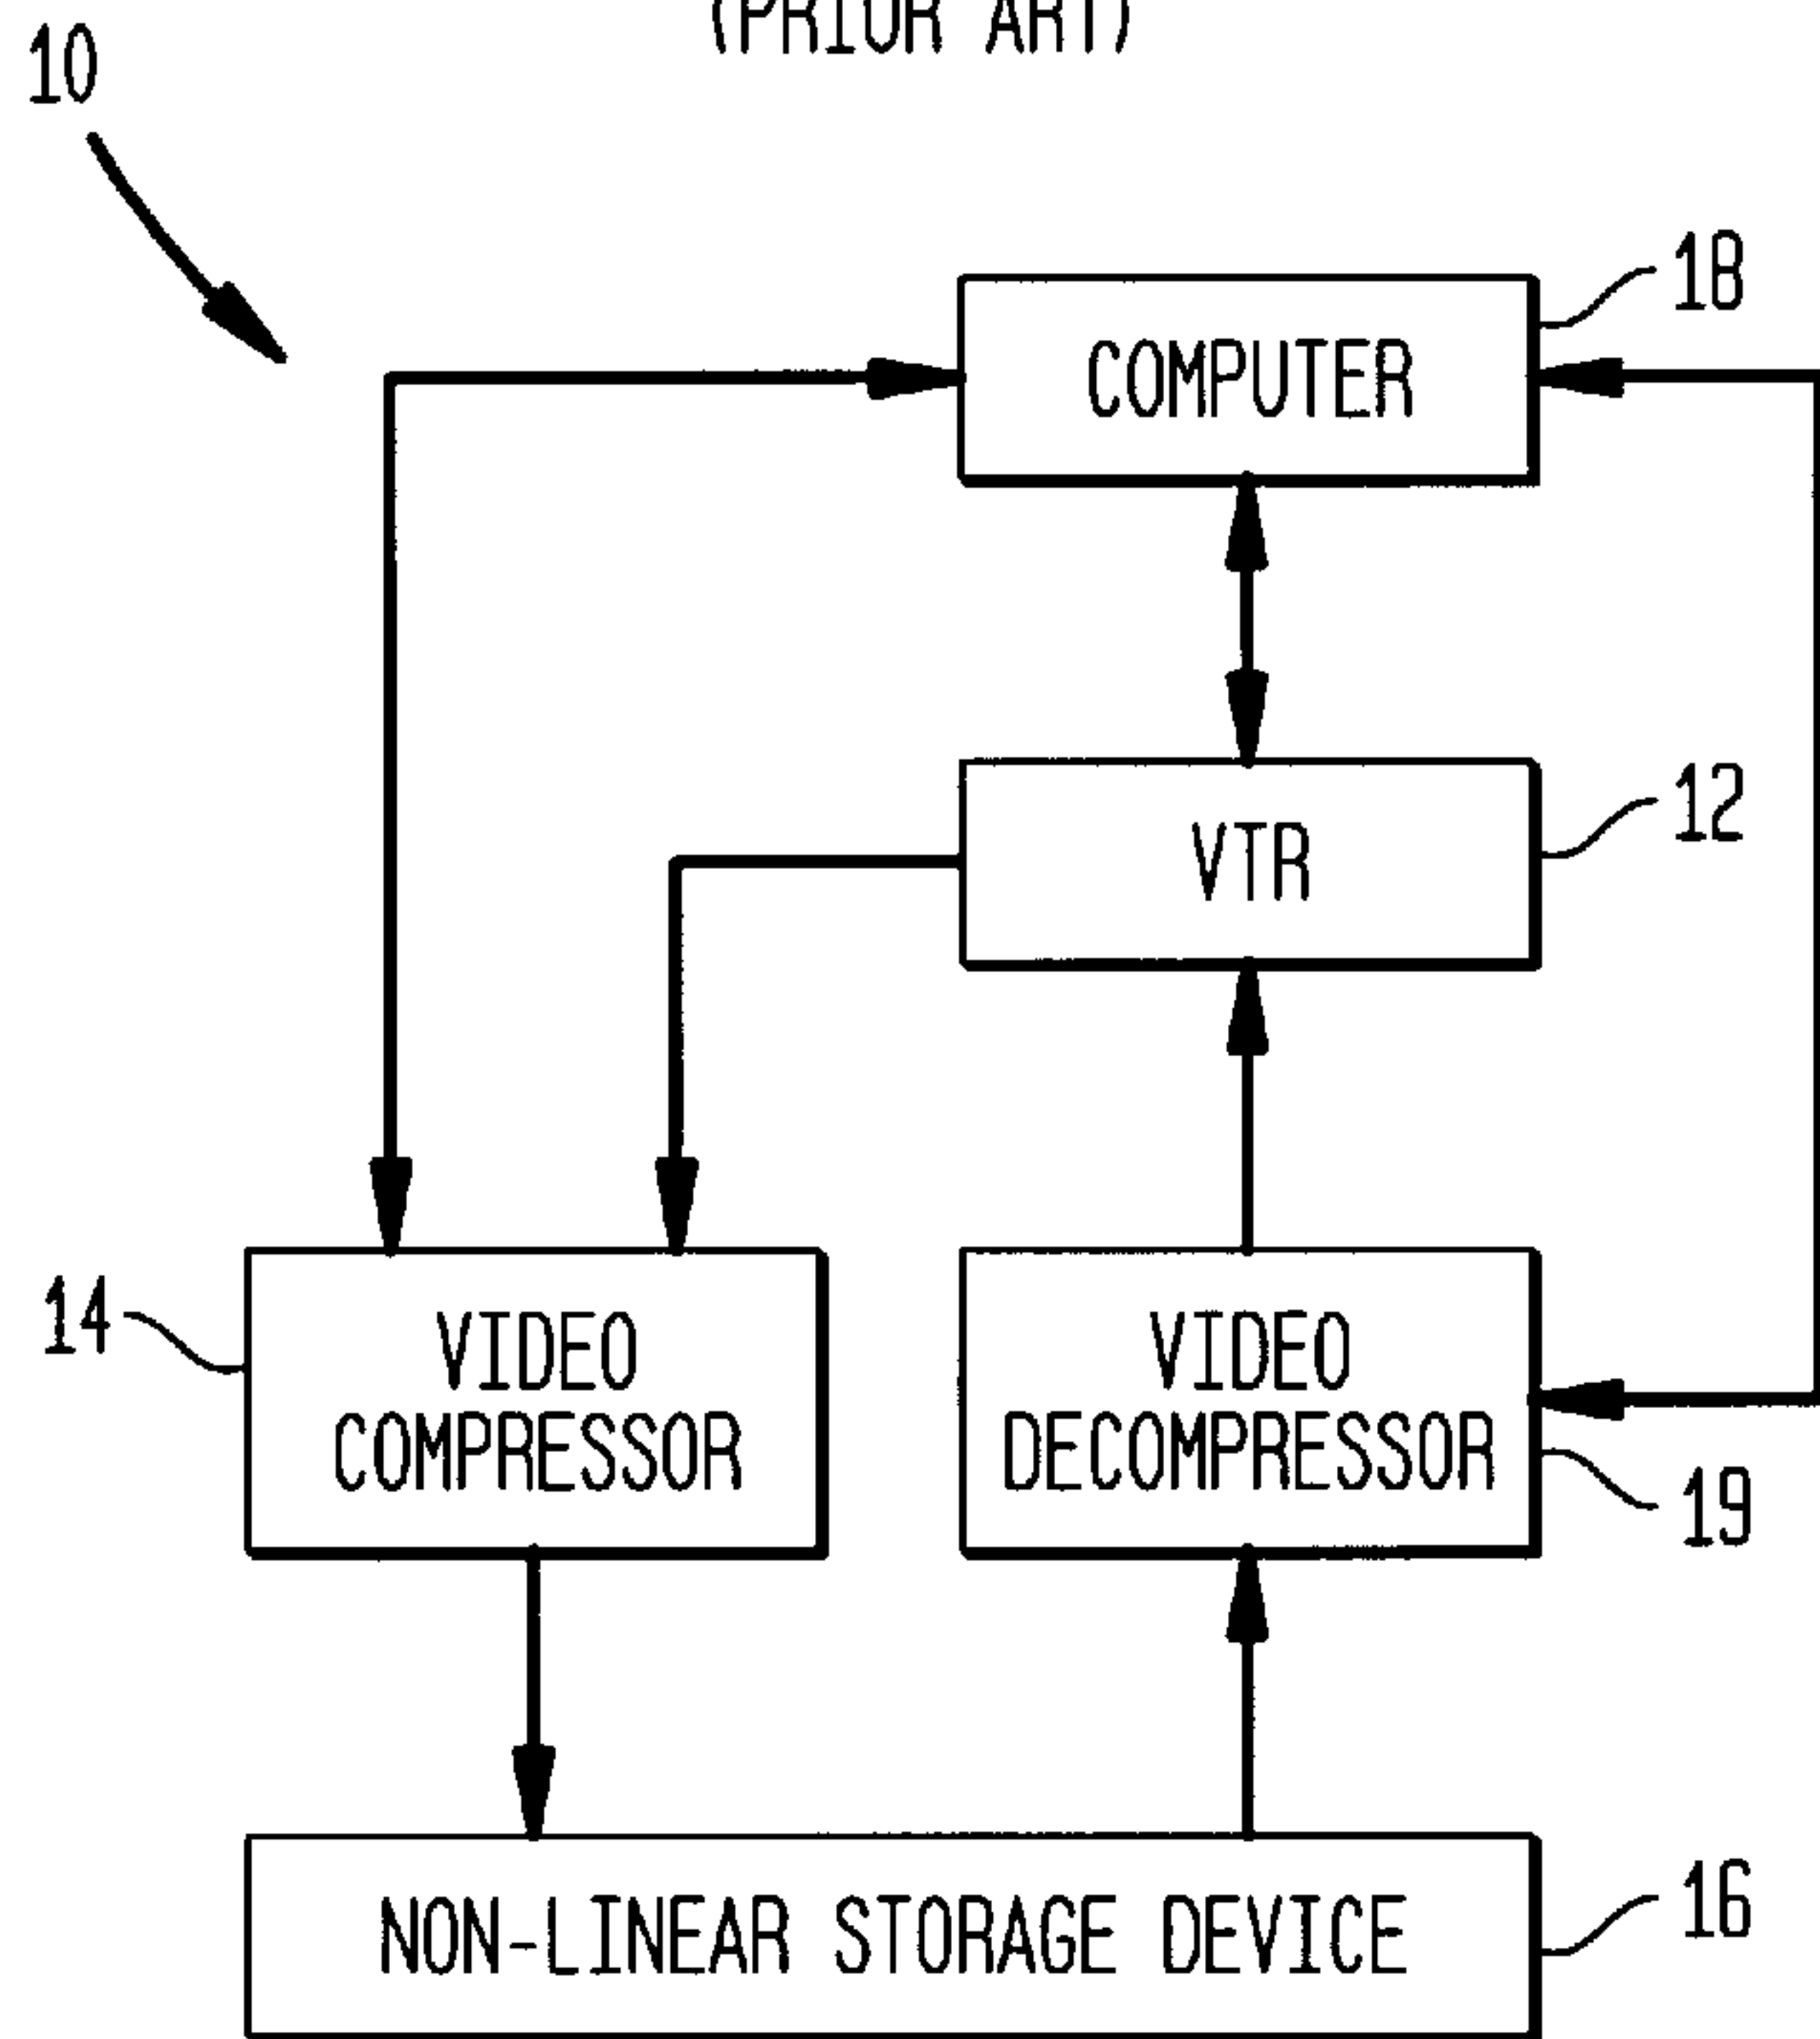 (PRIOR ART)
10
18
COMPUTER
12
VTR
14
VIDEO
COMPRESSOR
VIDEO
DECOMPRESSOR
19
NON-LINEAR STORAGE DEVICE
16